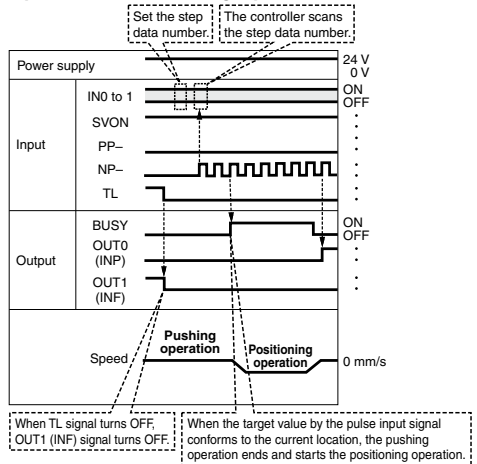 Set the step
data number.
The controller scans
the step data number.
Power supply
24 V
0 V
Input
IN0 to 1
ON
OFF
SVON
PP–
NP–
TL
Output
BUSY
ON
OFF
OUT0
(INP)
OUT1
(INF)
Speed
Pushing
operation
Positioning
operation
0 mm/s
When TL signal turns OFF,
OUT1 (INF) signal turns OFF.
When the target value by the pulse input signal
conforms to the current location, the pushing
operation ends and starts the positioning operation.